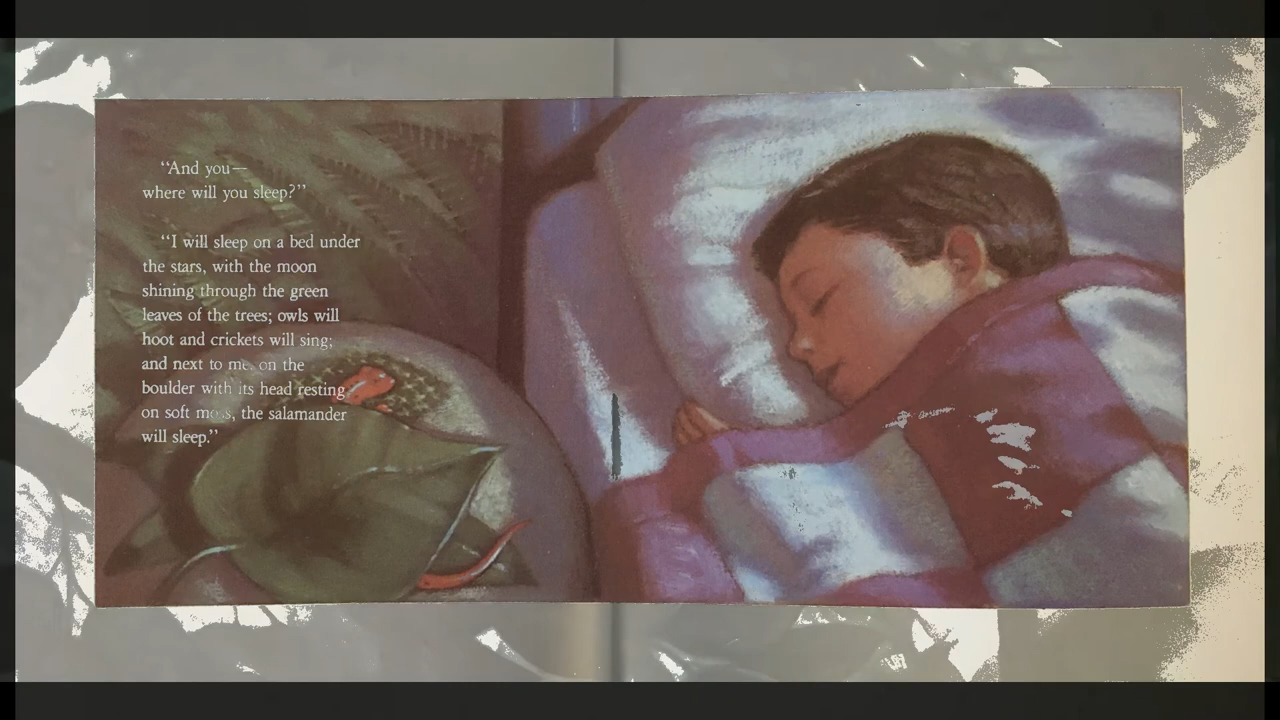 “And you—
where will you sleep?”
“I will sleep on a bed under
the stars, with the moon
shining through the green
leaves of the trees; owls will
hoot and crickets will sing;
and next to me, on the
boulder with its head resting
on soft moss, the salamander
will sleep.”